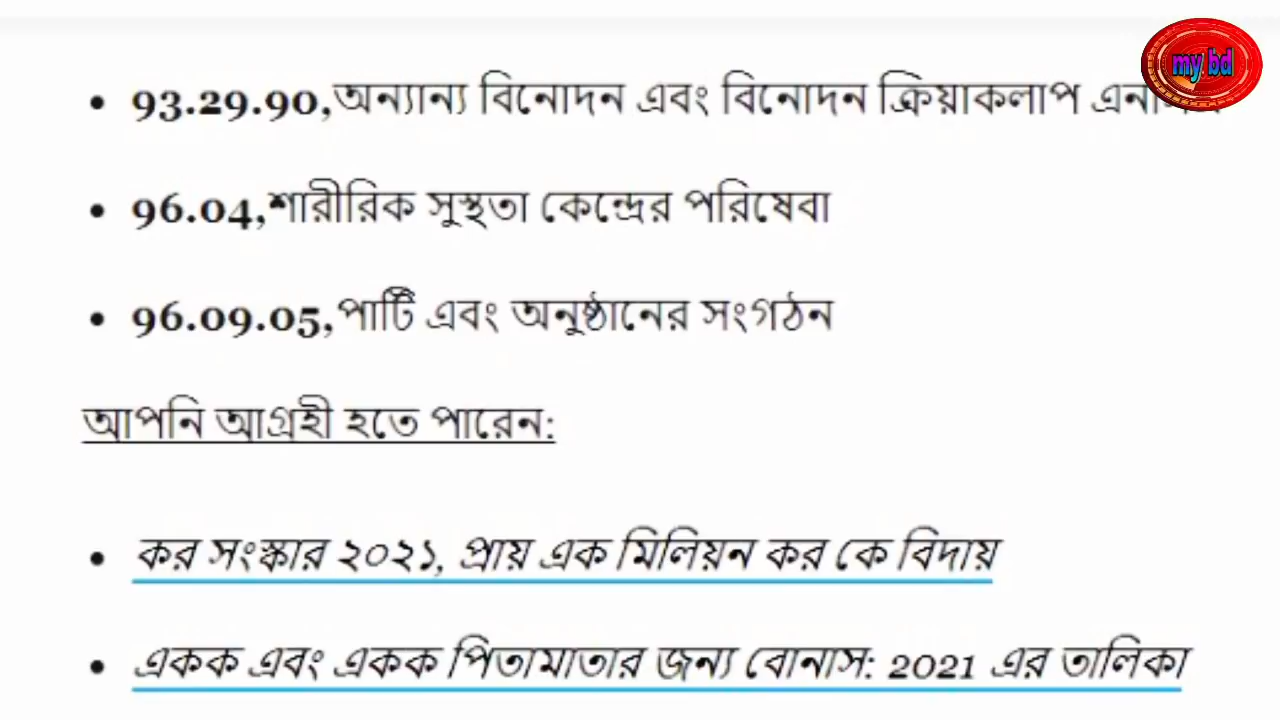 93.29.90,অন্যান্য বিনোদন এবং বিনোদন ক্রিয়াকলাপ
my bd
96.04,শারীরিক সুস্থতা কেন্দ্রের পরিষেবা
96.09.05,পার্টি এবং অনুষ্ঠানের সংগঠন
আপনি আগ্রহী হতে পারেন:
কর সংস্কার ২০২১, প্রায় এক মিলিয়ন কর কে বিদায়
একক এবং একক পিতামাতার জন্য বোনাস: 2021 এর তালিকা